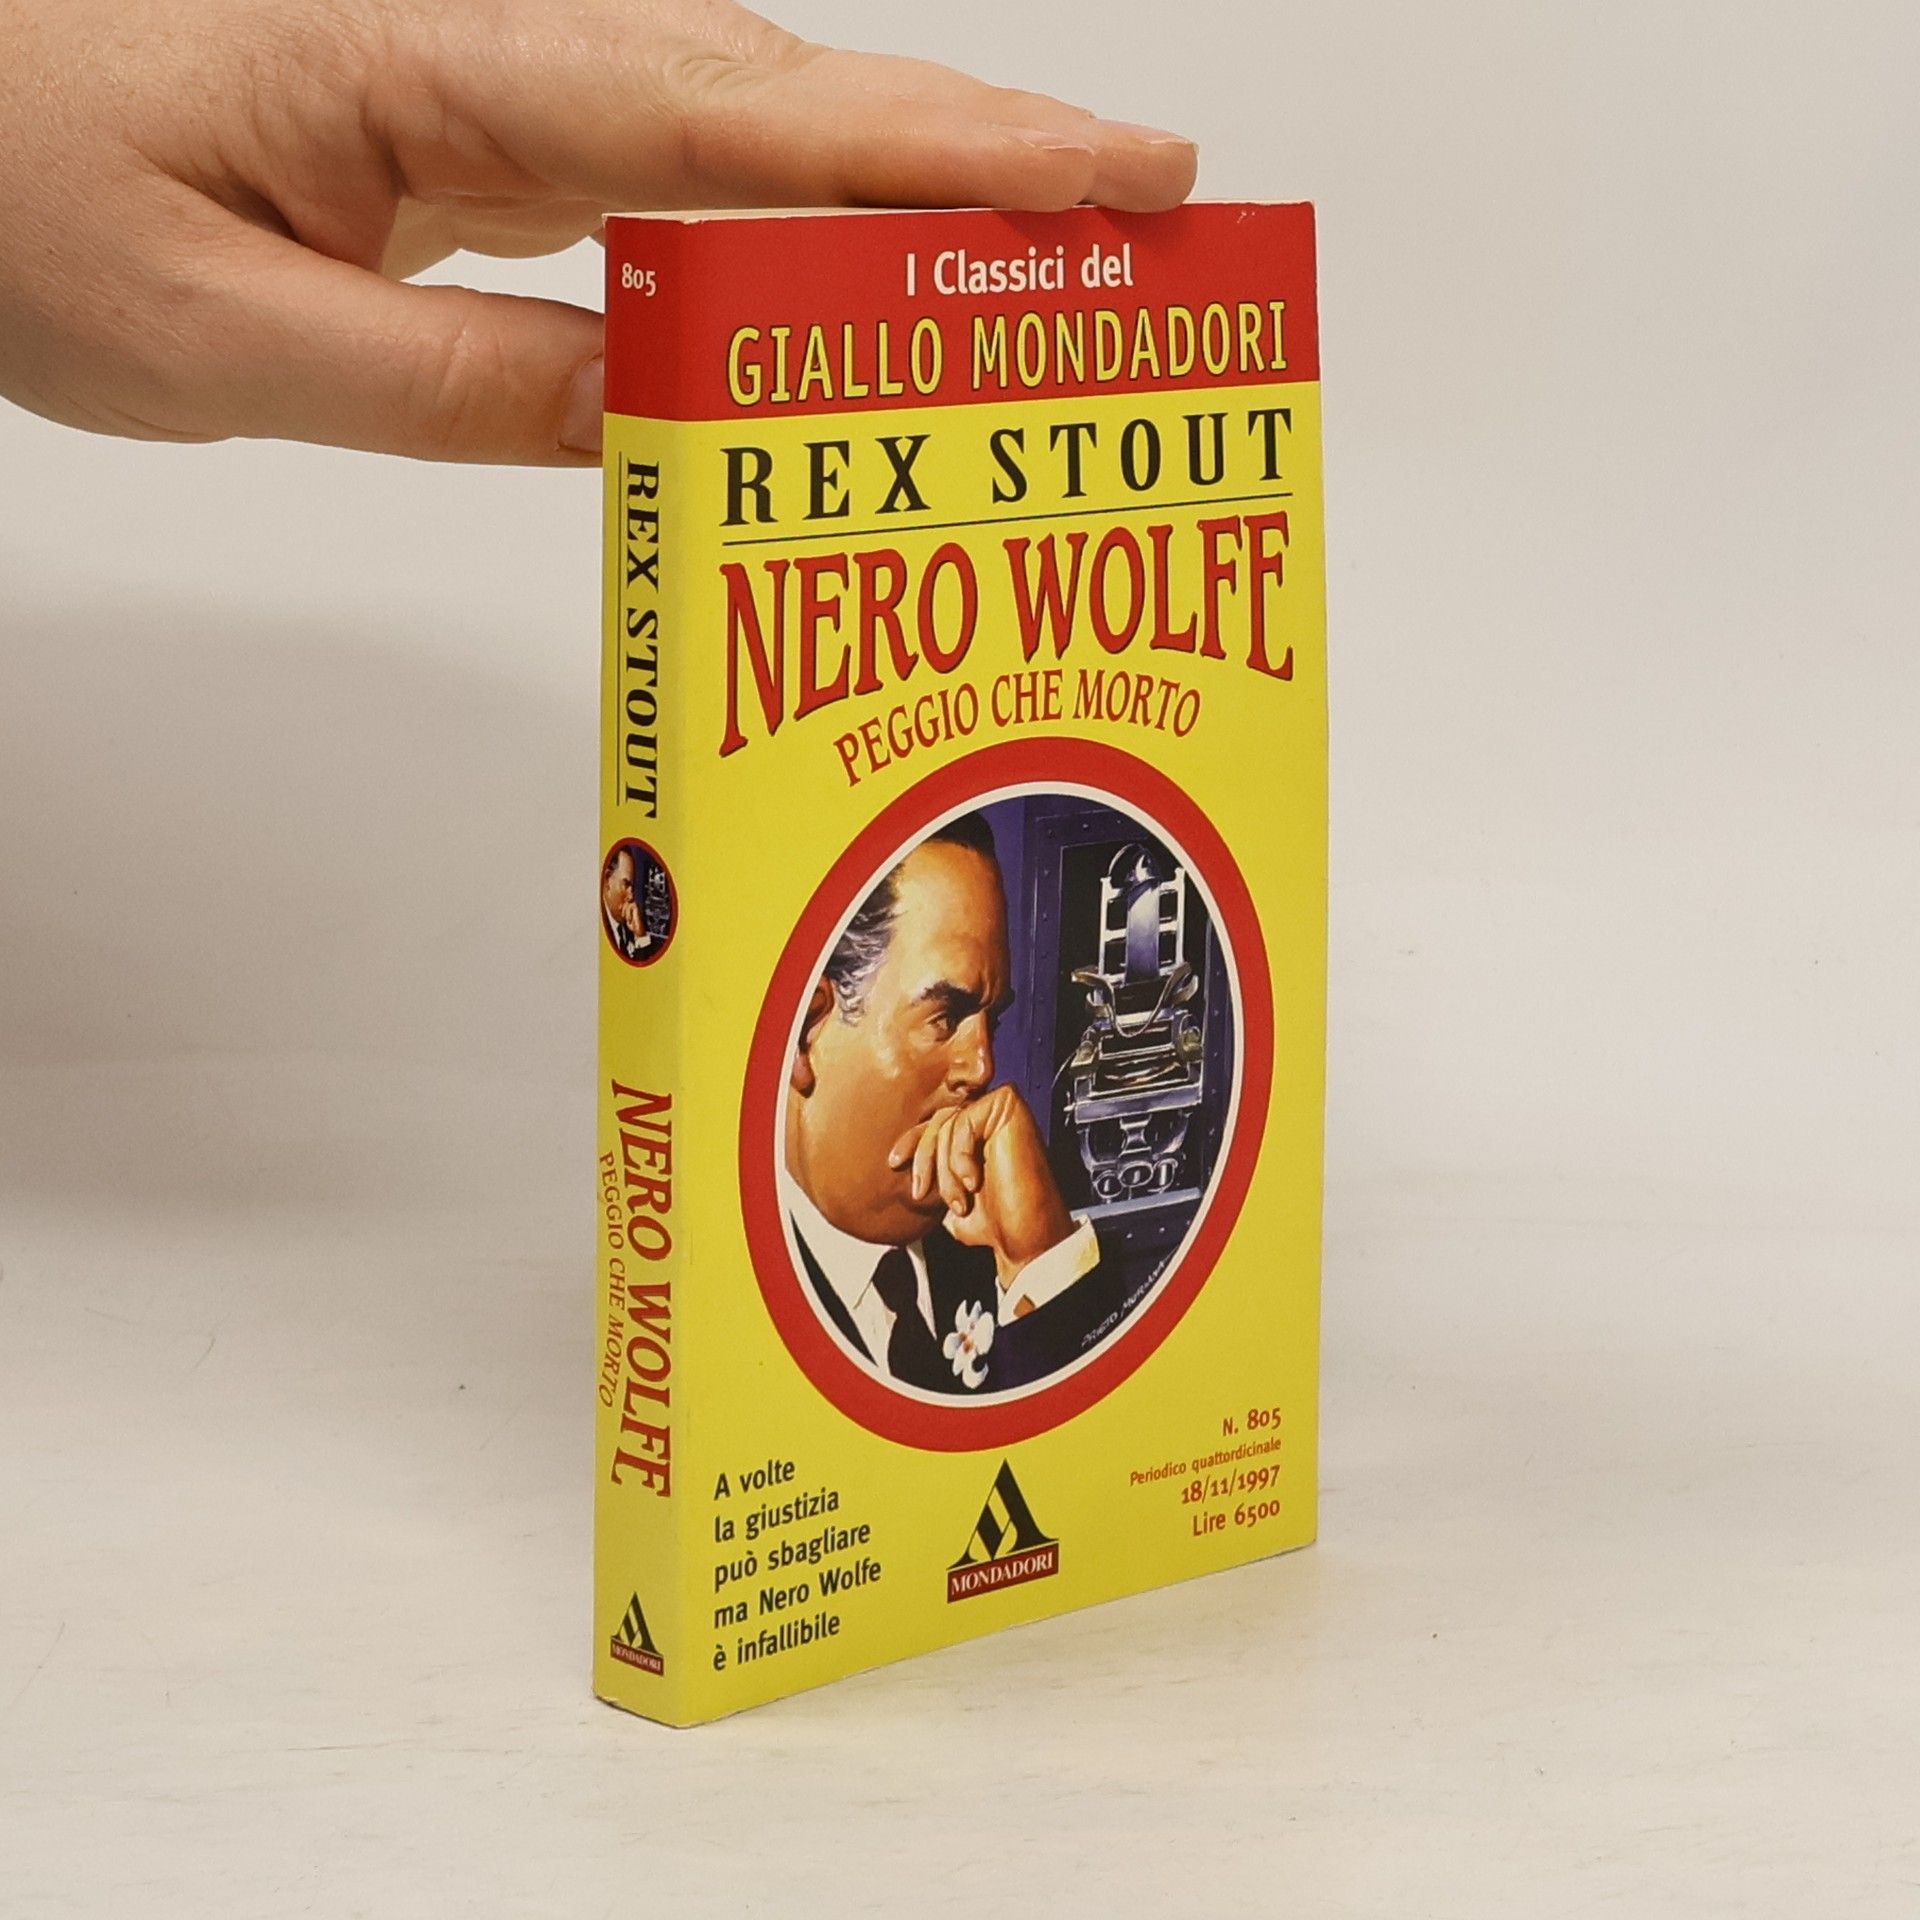 805
REX STOUT
NERO WOLFE
PEGGIO CHE MORTO
MONDADORI
I Classici del
GIALLO MONDADORI
REX STOUT
NERO WOLFE
PEGGIO CHE MORTO
PRIETO MURIANA
A volte
la giustizia
può sbagliare
ma Nero Wolfe
è infallibile
MONDADORI
N. 805
Periodico quattordicinale
18/11/1997
Lire 6500